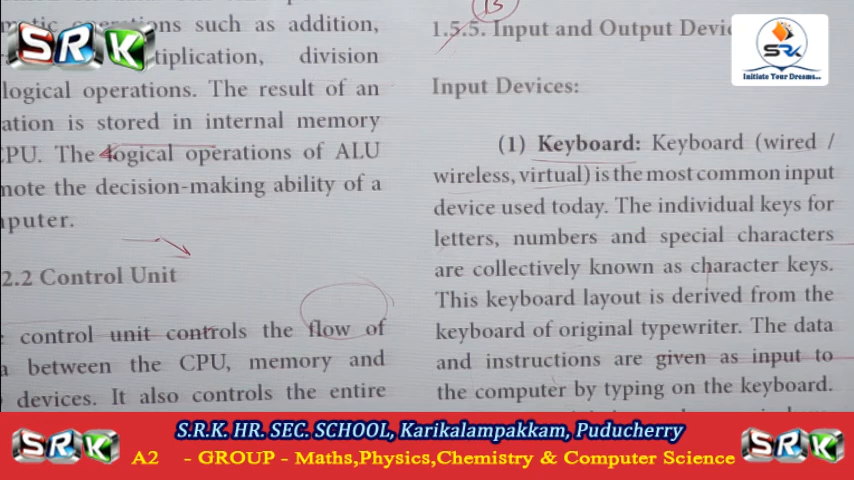 operations such as addition,
tiplication, division
logical operations. The result of an
ation is stored in internal memory
CPU. The logical operations of ALU
mote the decision-making ability of a
mputer.
2.2 Control Unit
control unit controls the flow of
a between the CPU, memory and
devices. It also controls the entire
13
1.5.5. Input and Output Devic
Input Devices:
(1) Keyboard: Keyboard (wired /
wireless, virtual) is the most common input
device used today. The individual keys for
letters, numbers and special characters
are collectively known as character keys.
This keyboard layout is derived from the
keyboard of original typewriter. The data
and instructions are given as input to
the computer by typing on the keyboard.
SRK
SRK
Initiate Your Dreams...
SRK
S.R.K. HR. SEC. SCHOOL, Karikalampakkam, Puducherry
A2 - GROUP - Maths,Physics,Chemistry & Computer Science
SRK